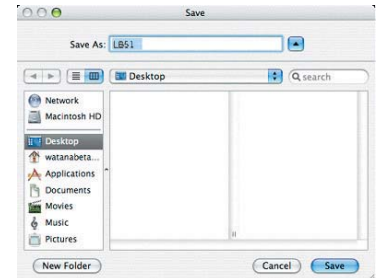 Save
Save As: LB51
Desktop
search
Network
Macintosh HD
Desktop
watanabeta...
Applications
Documents
Movies
Music
Pictures
New Folder
Cancel
Save